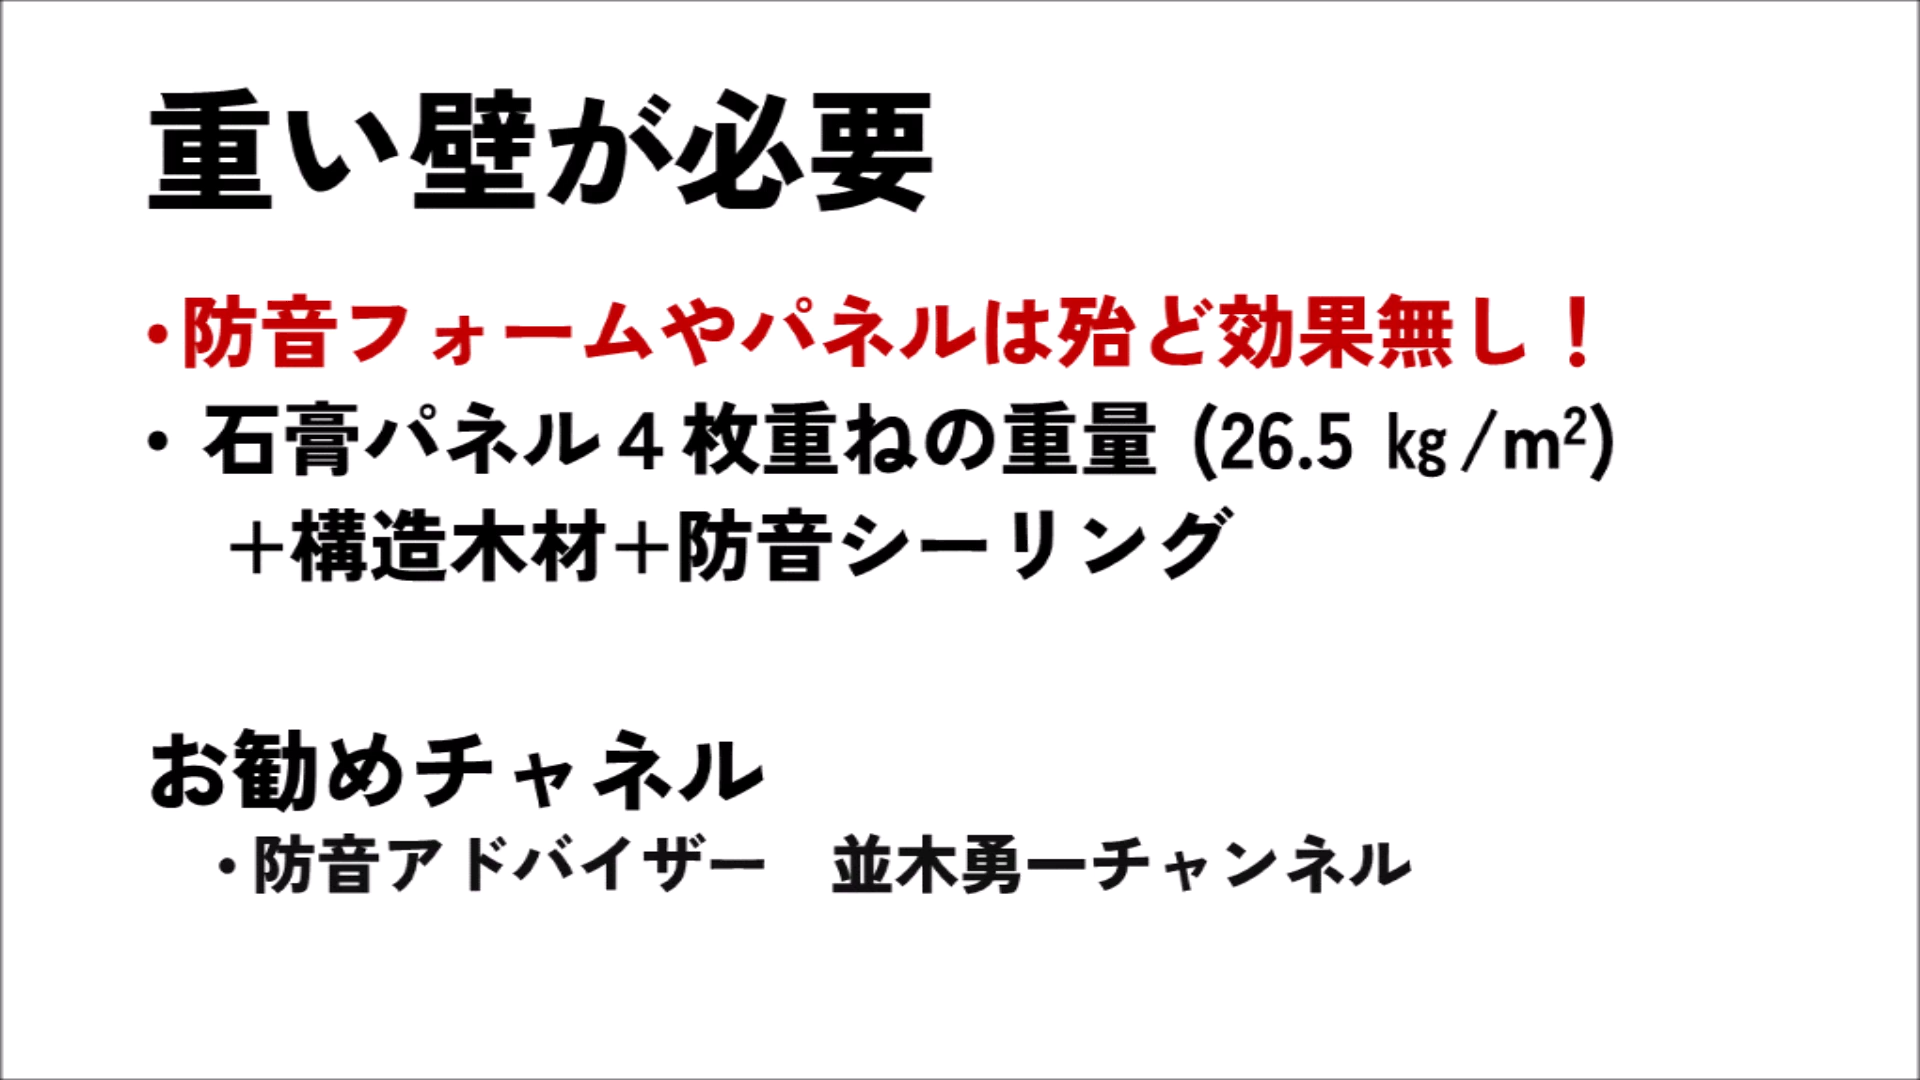 重い壁が必要
•防音フォームやパネルは殆ど効果無し！
• 石膏パネル４枚重ねの重量 (26.5 ㎏/m²)
＋構造木材＋防音シーリング
お勧めチャネル
•防音アドバイザー　並木勇一チャンネル